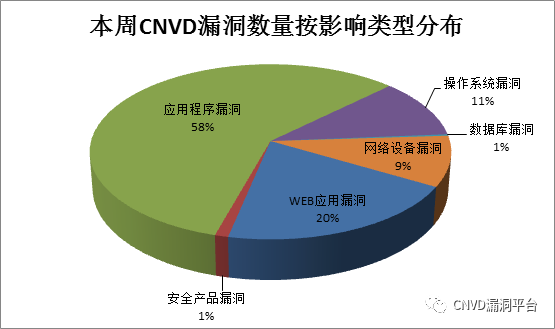 本周CNVD漏洞数量按影响类型分布
操作系统漏洞
11%
应用程序漏洞
58%
数据库漏洞
1%
网络设备漏洞
9%
WEB应用漏洞
20%
安全产品漏洞
1%
CNVD漏洞平台